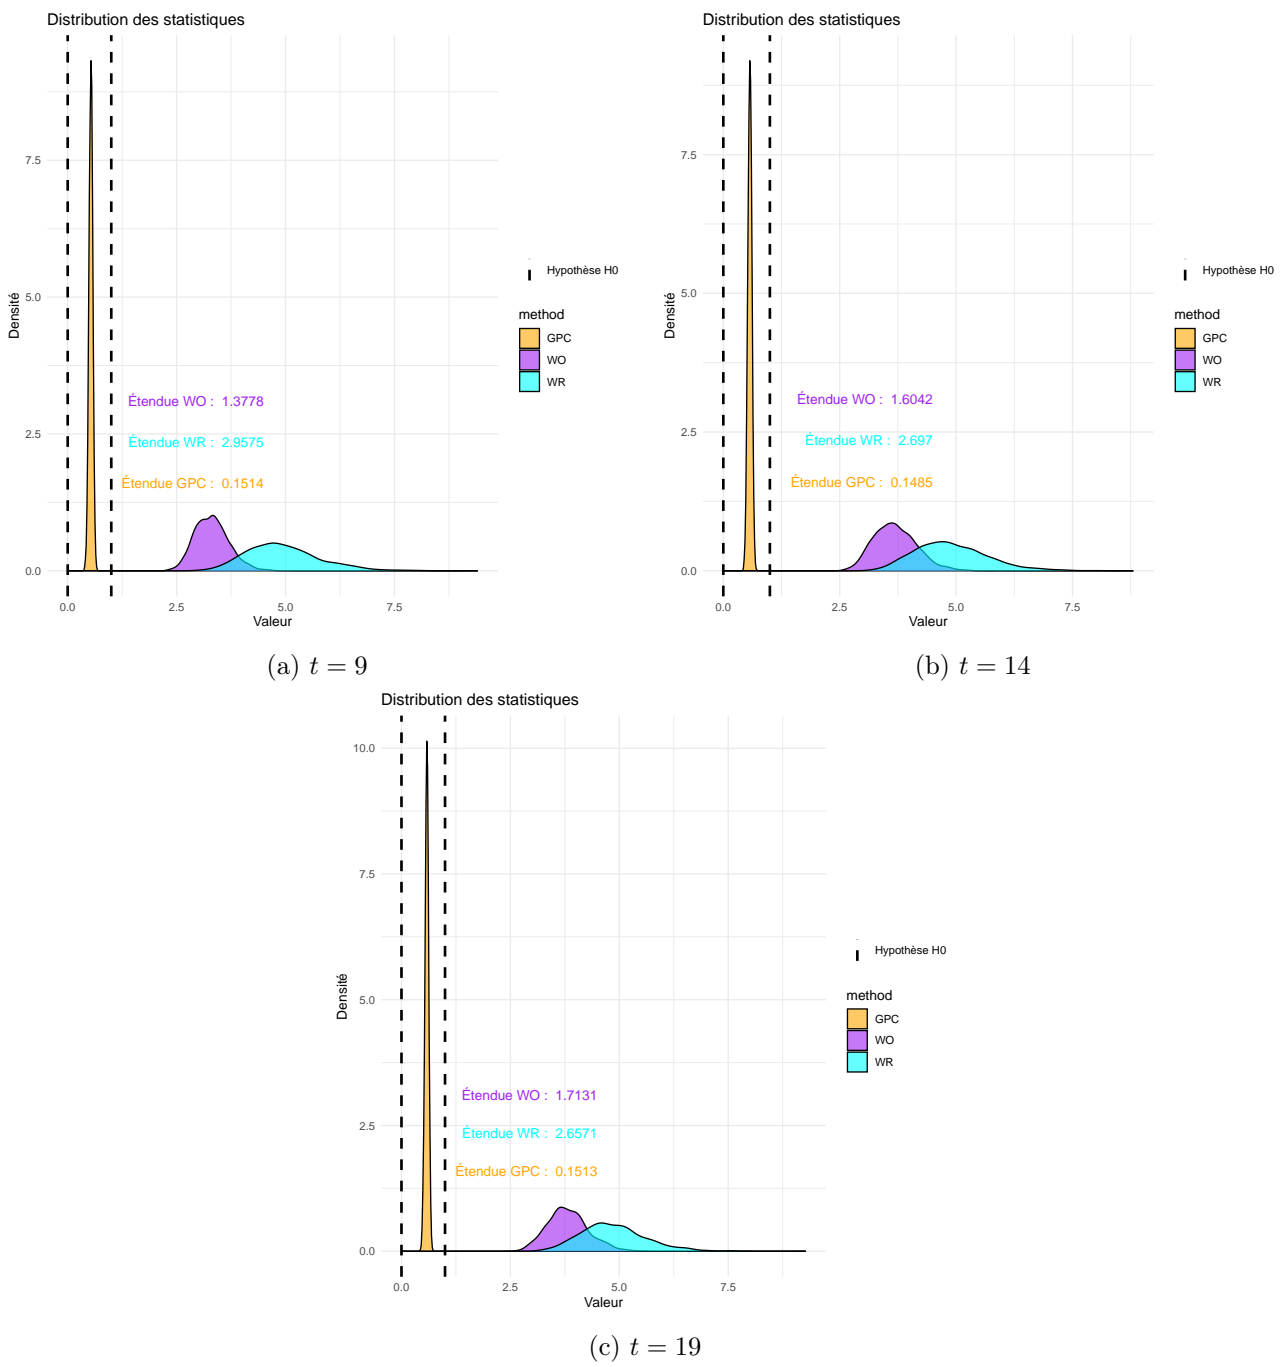 Distribution des statistiques
7.5
5.0
2.5
0.0
Densité
Étendue WO : 1.3778
Étendue WR : 2.9575
Étendue GPC : 0.1514
0.0 2.5 5.0 7.5
Valeur
Hypothèse H0
method
GPC
WO
WR
(a) t = 9
Distribution des statistiques
7.5
5.0
2.5
0.0
Densité
Étendue WO : 1.6042
Étendue WR : 2.697
Étendue GPC : 0.1485
0.0 2.5 5.0 7.5
Valeur
Hypothèse H0
method
GPC
WO
WR
(b) t = 14
Distribution des statistiques
10.0
7.5
5.0
2.5
0.0
Densité
Étendue WO : 1.7131
Étendue WR : 2.6571
Étendue GPC : 0.1513
0.0 2.5 5.0 7.5
Valeur
Hypothèse H0
method
GPC
WO
WR
(c) t = 19